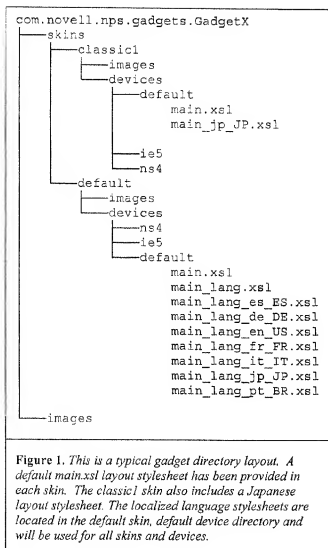 com.novell.nps.gadgets.GadgetX
skins
classic1
images
devices
default
main.xsl
main_jp_JP.xsl
ie5
ns4
default
images
devices
ns4
ie5
default
main.xsl
main_lang.xsl
main_lang_es_ES.xsl
main_lang_de_DE.xsl
main_lang_en_US.xsl
main_lang_fr_FR.xsl
main_lang_it_IT.xsl
main_lang_jp_JP.xsl
main_lang_pt_BR.xsl
images
Figure 1. This is a typical gadget directory layout. A
default main.xsl layout stylesheet has been provided in
each skin. The classic1 skin also includes a Japanese
layout stylesheet. The localized language stylesheets are
located in the default skin, default device directory and
will be used for all skins and devices.